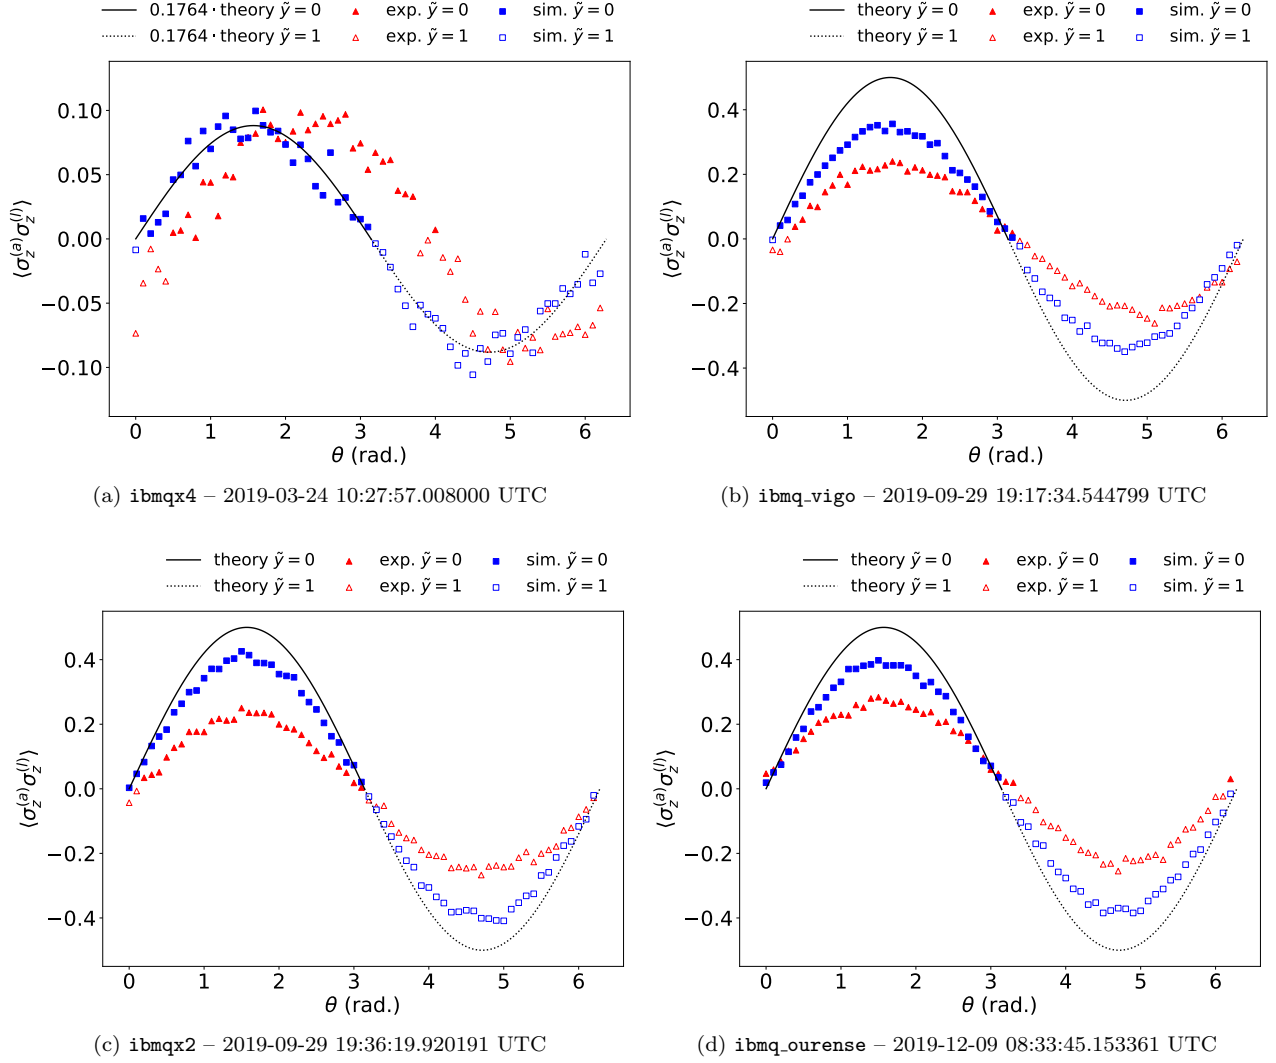 0.1764 · theory ỹ = 0 exp. ỹ = 0 sim. ỹ = 0
0.1764 · theory ỹ = 1 exp. ỹ = 1 sim. ỹ = 1
0.10
0.05
0.00
−0.05
−0.10
⟨σz(a)σz(l)⟩
0 1 2 3 4 5 6
θ (rad.)
(a) ibmqx4 – 2019-03-24 10:27:57.008000 UTC
theory ỹ = 0 exp. ỹ = 0 sim. ỹ = 0
theory ỹ = 1 exp. ỹ = 1 sim. ỹ = 1
0.4
0.2
0.0
−0.2
−0.4
⟨σz(a)σz(l)⟩
0 1 2 3 4 5 6
θ (rad.)
(b) ibmq_vigo – 2019-09-29 19:17:34.544799 UTC
theory ỹ = 0 exp. ỹ = 0 sim. ỹ = 0
theory ỹ = 1 exp. ỹ = 1 sim. ỹ = 1
0.4
0.2
0.0
−0.2
−0.4
⟨σz(a)σz(l)⟩
0 1 2 3 4 5 6
θ (rad.)
(c) ibmqx2 – 2019-09-29 19:36:19.920191 UTC
theory ỹ = 0 exp. ỹ = 0 sim. ỹ = 0
theory ỹ = 1 exp. ỹ = 1 sim. ỹ = 1
0.4
0.2
0.0
−0.2
−0.4
⟨σz(a)σz(l)⟩
0 1 2 3 4 5 6
θ (rad.)
(d) ibmq_ourense – 2019-12-09 08:33:45.153361 UTC